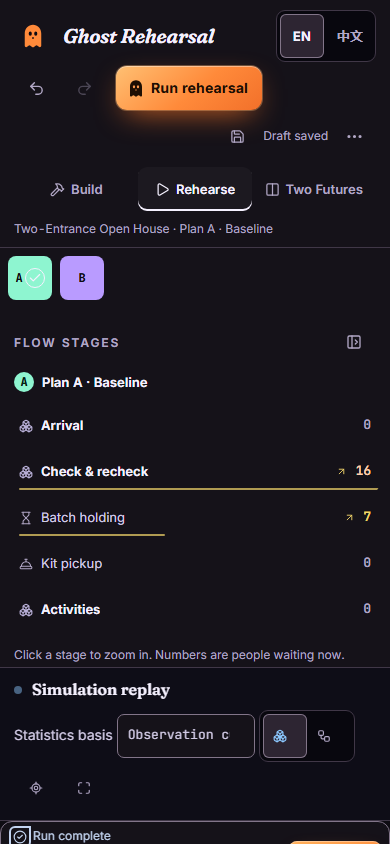 Ghost Rehearsal
EN 中文
Run rehearsal
Draft saved
Build Rehearse Two Futures
Two-Entrance Open House · Plan A · Baseline
A B
FLOW STAGES
A Plan A · Baseline
Arrival 0
Check & recheck 16
Batch holding 7
Kit pickup 0
Activities 0
Click a stage to zoom in. Numbers are people waiting now.
Simulation replay
Statistics basis Observation
Run complete